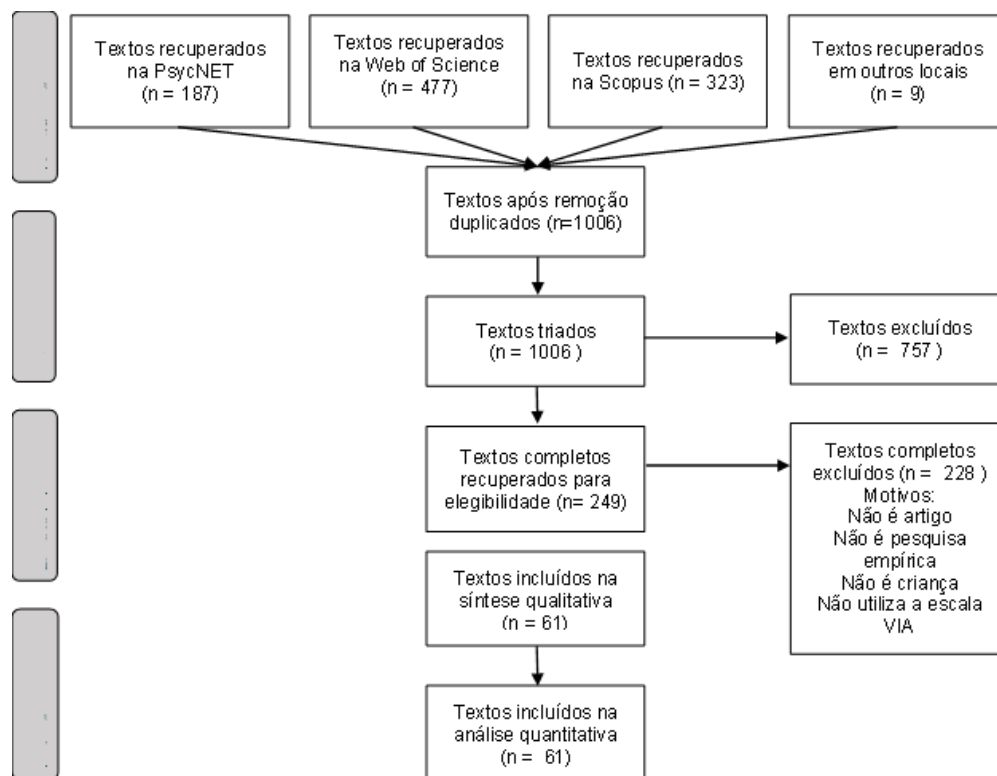 Textos recuperados
na PsycNET
(n = 187)
Textos recuperados
na Web of Science
(n = 477)
Textos recuperados
na Scopus (n = 323)
Textos recuperados
em outros locais
(n = 9)
Textos após remoção
duplicados (n=1006)
Textos triados
(n = 1006 )
Textos excluídos
(n = 757 )
Textos completos
recuperados para
elegibilidade (n= 249)
Textos completos
excluídos (n = 228 )
Motivos:
Não é artigo
Não é pesquisa
empírica
Não é criança
Não utiliza a escala
VIA
Textos incluídos na
síntese qualitativa
(n = 61)
Textos incluídos na
análise quantitativa
(n = 61)